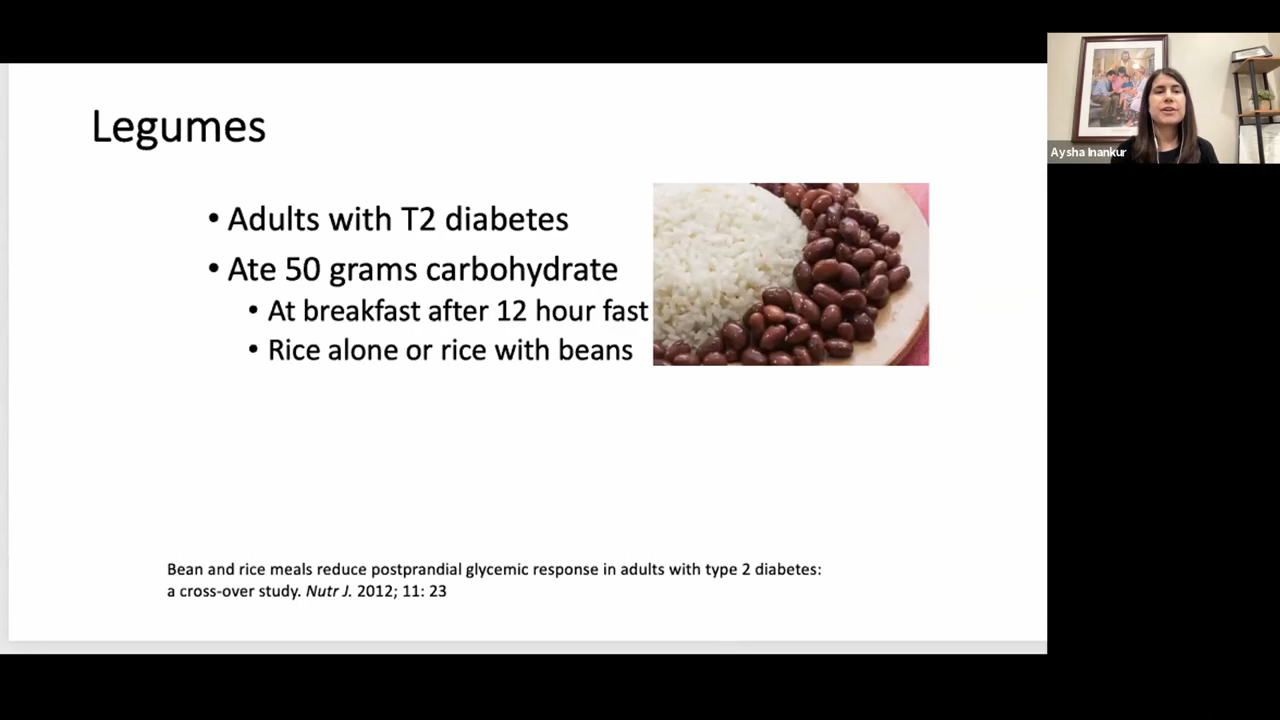 Legumes
• Adults with T2 diabetes
• Ate 50 grams carbohydrate
• At breakfast after 12 hour fast
• Rice alone or rice with beans
Bean and rice meals reduce postprandial glycemic response in adults with type 2 diabetes:
a cross-over study. Nutr J. 2012; 11: 23
Aysha Inankur